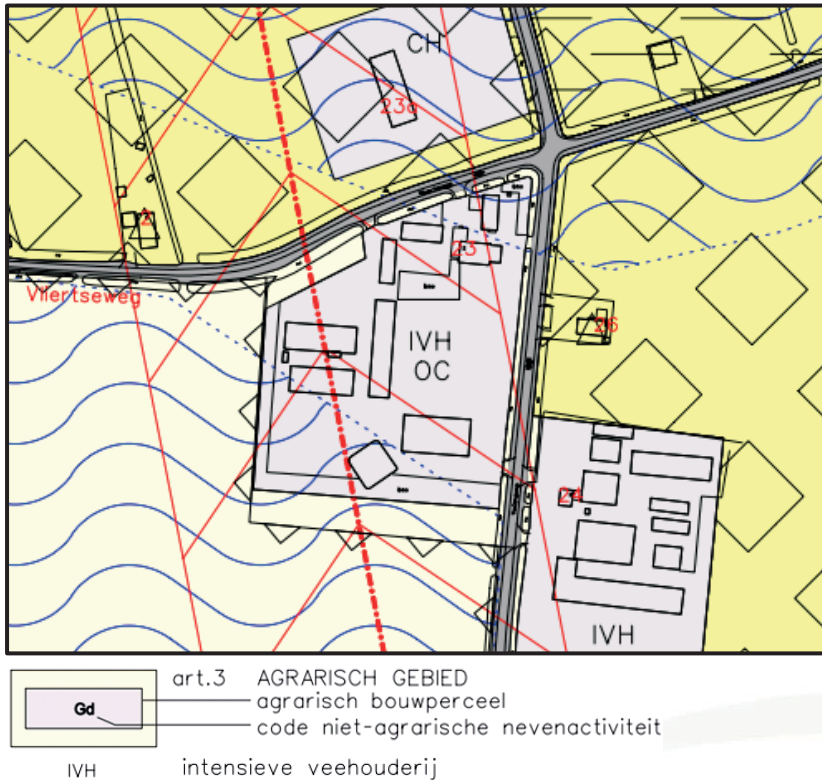 CH
23a
2
23
Vliertseweg
26
IVH
OC
24
IVH
art.3 AGRARISCH GEBIED
agrarisch bouwperceel
Gd
code niet-agrarische nevenactiviteit
IVH intensieve veehouderij